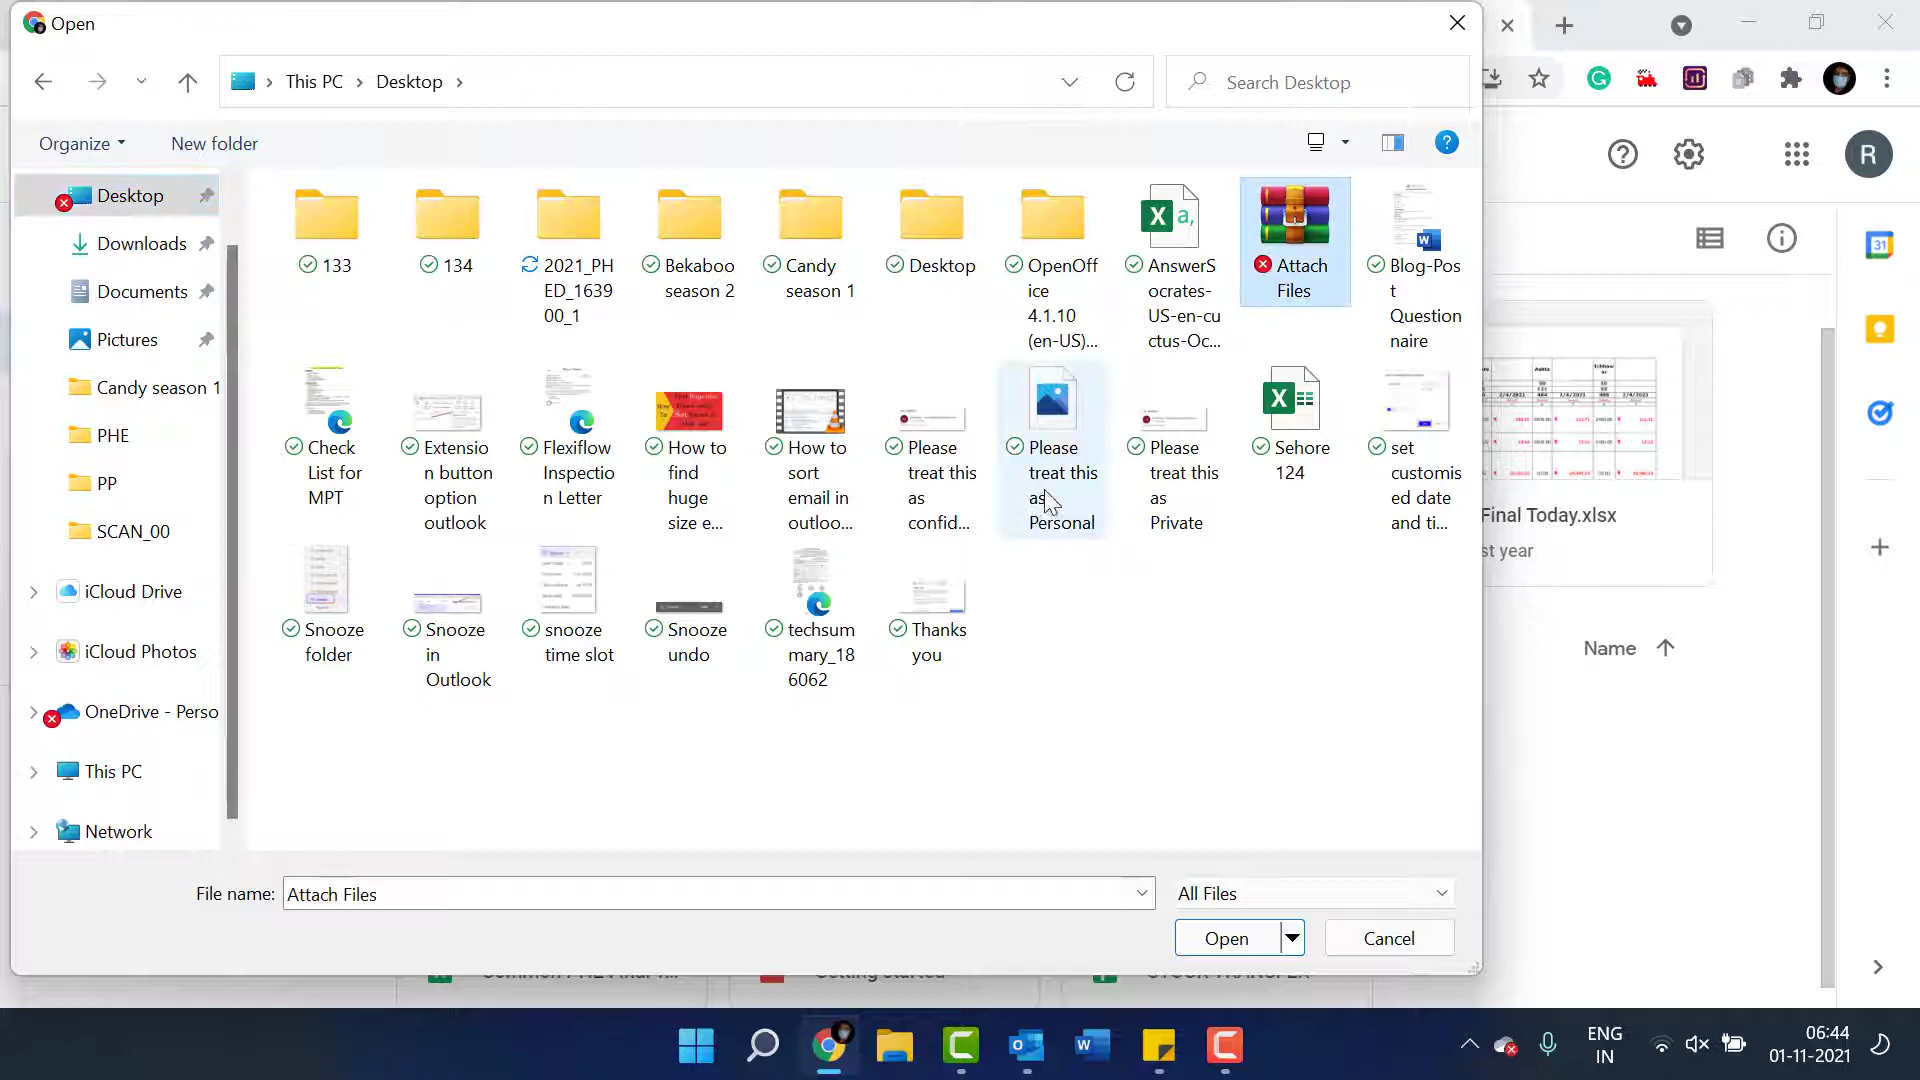 Open
This PC
Desktop
Search Desktop
Organize
New folder
Desktop
Downloads
Documents
Pictures
Candy season 1
PHE
PP
SCAN_00
iCloud Drive
iCloud Photos
OneDrive - Perso
This PC
Network
133
134
2021_PH
ED_1639
00_1
Bekaboo
season 2
Candy
season 1
Desktop
OpenOff
ice
4.1.10
(en-US)...
AnswerS
ocrates-
US-en-cu
ctus-Oc...
Attach
Files
Blog-Pos
t
Question
naire
Check
List for
MPT
Extensio
n button
option
outlook
Flexiflow
Inspectio
n Letter
How to
find
huge
size e...
How to
sort
email in
outloo...
Please
treat this
as
confid...
Please
treat this
as
Personal
Please
treat this
as
Private
Sehore
124
set
customis
ed date
and ti...
Snooze
folder
Snooze
in
Outlook
snooze
time slot
Snooze
undo
techsum
mary_18
6062
Thanks
you
File name:
Attach Files
All Files
Open
Cancel
R
31
Final Today.xlsx
st year
Name
ENG
IN
06:44
01-11-2021